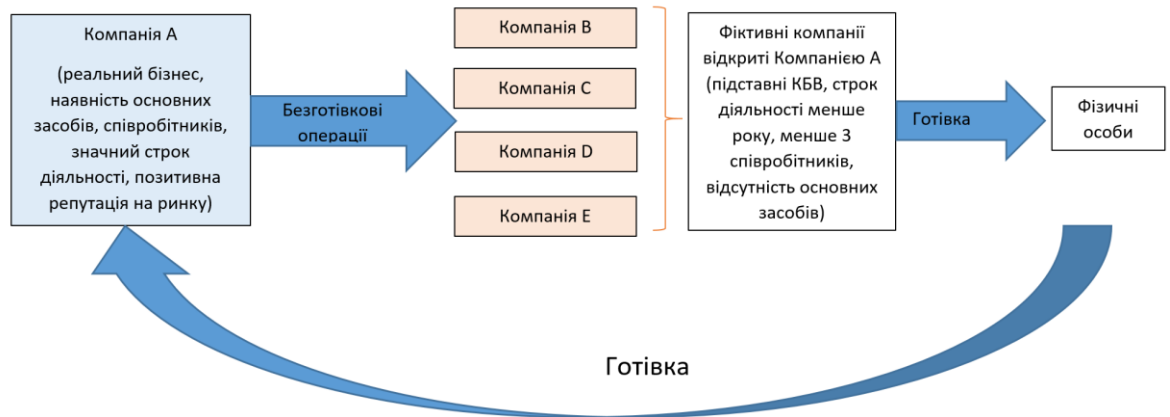 Компанія А
(реальний бізнес,
наявність основних
засобів, співробітників,
значний строк
діяльності, позитивна
репутація на ринку)
Безготівкові
операції
Компанія B
Компанія C
Компанія D
Компанія E
Фіктивні компанії
відкриті Компанією А
(підставні КБВ, строк
діяльності менше
року, менше 3
співробітників,
відсутність основних
засобів)
Готівка
Фізичні
особи
Готівка